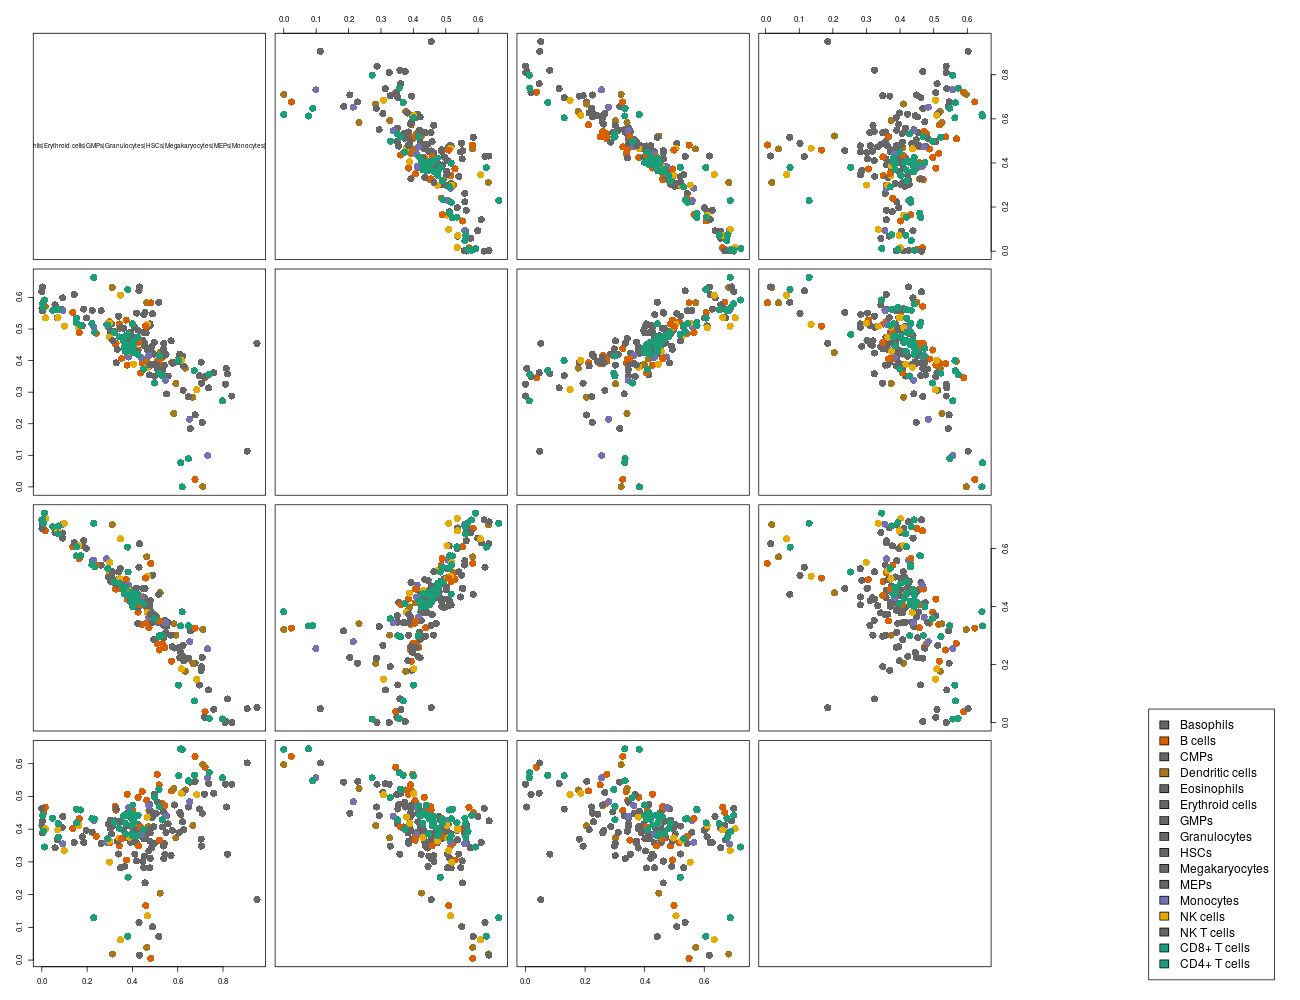 0.0 0.1 0.2 0.3 0.4 0.5 0.6
0.0 0.1 0.2 0.3 0.4 0.5 0.6
hils|Erythroid cells|GMPs|Granulocytes|HSCs|Megakaryocytes|MEPs|Monocytes|
0.0 0.2 0.4 0.6 0.8
0.0 0.1 0.2 0.3 0.4 0.5 0.6
0.0 0.2 0.4 0.6
0.0 0.1 0.2 0.3 0.4 0.5 0.6
0.0 0.2 0.4 0.6 0.8
0.0 0.2 0.4 0.6
Basophils
B cells
CMPs
Dendritic cells
Eosinophils
Erythroid cells
GMPs
Granulocytes
HSCs
Megakaryocytes
MEPs
Monocytes
NK cells
NK T cells
CD8+ T cells
CD4+ T cells